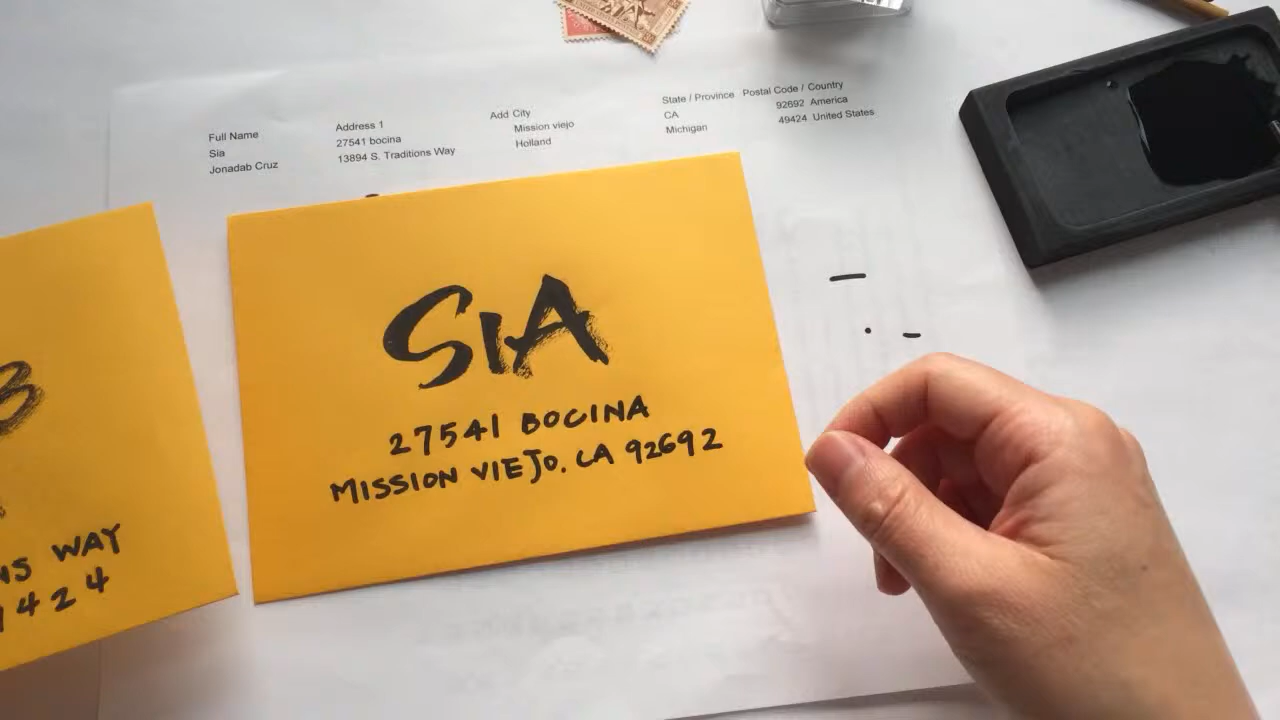 Full Name Address 1 Add City State / Province Postal Code / Country
Sia 27541 bocina Mission viejo CA 92692 America
Jonadab Cruz 13894 S. Traditions Way Holland Michigan 49424 United States
SIA
27541 BOCINA
MISSION VIEJO. CA 92692
WAY
424